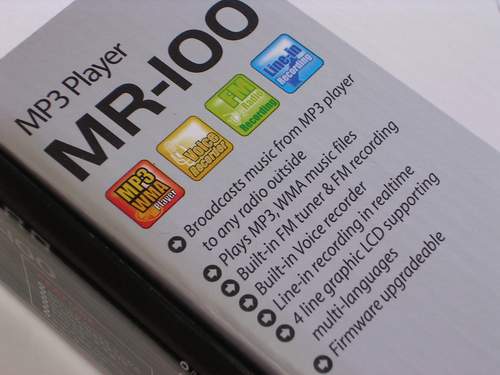 MP3 Player
MR-100
MP3
WMA
Player
Voice
Recorder
FM
Radio
Recording
Line-in
Recording
Broadcasts music from MP3 player
to any radio outside
Plays MP3, WMA music files
Built-in FM tuner & FM recording
Built-in Voice recorder
Line-in recording in realtime
4 line graphic LCD supporting
multi-languages
Firmware upgradeable